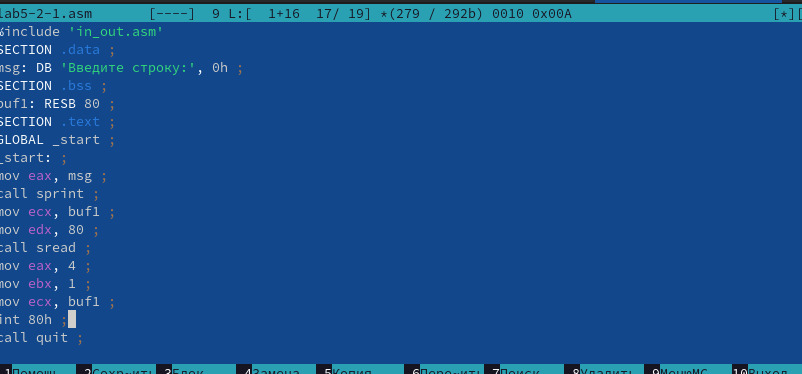 lab5-2-1.asm [----] 9 L:[ 1+16 17/ 19] *(279 / 292b) 0010 0x00A [*][
%include 'in_out.asm'
SECTION .data ;
msg: DB 'Введите строку:', 0h ;
SECTION .bss ;
buf1: RESB 80 ;
SECTION .text ;
GLOBAL _start ;
_start: ;
mov eax, msg ;
call sprint ;
mov ecx, buf1 ;
mov edx, 80 ;
call sread ;
mov eax, 4 ;
mov ebx, 1 ;
mov ecx, buf1 ;
int 80h ;
call quit ;
1Помощь 2Сохр~ить 3Блок 4Замена 5Копия 6Пере~ить 7Поиск 8Удалить 9МенюMC 10Выход